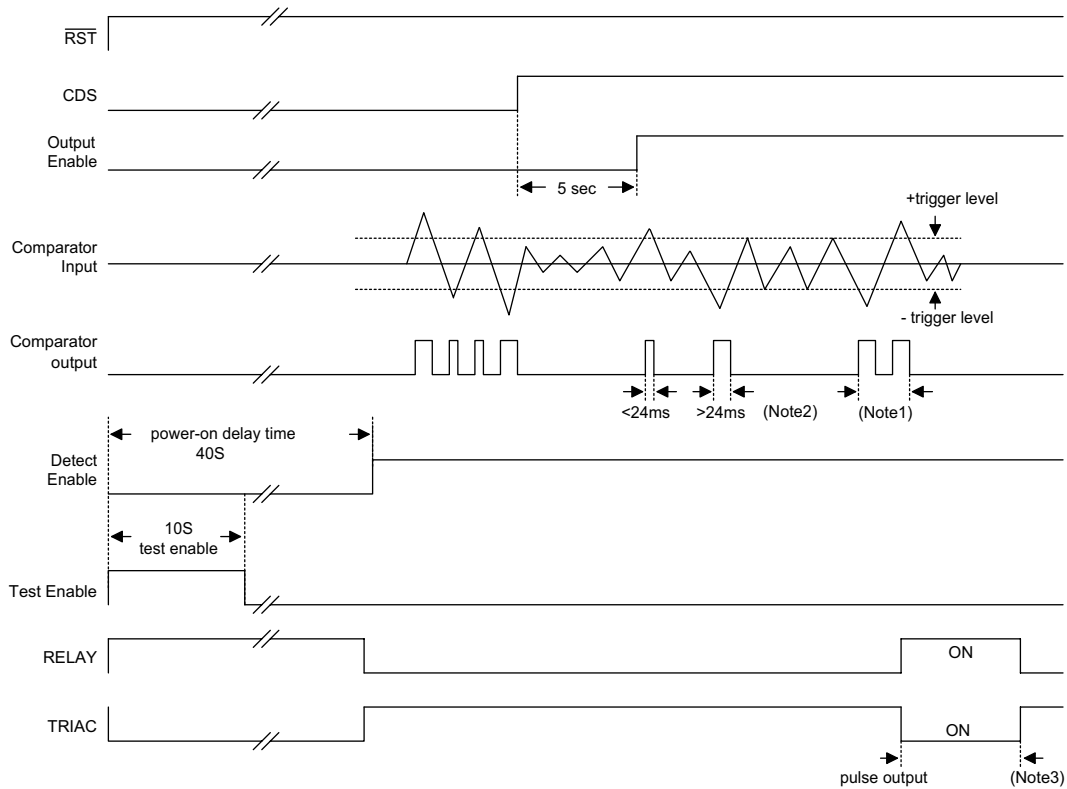 RST
CDS
Output
Enable
5 sec
+trigger level
Comparator
Input
- trigger level
Comparator
output
<24ms
>24ms
(Note2)
(Note1)
power-on delay time
40S
Detect
Enable
10S
test enable
Test Enable
RELAY
ON
TRIAC
ON
pulse output
(Note3)